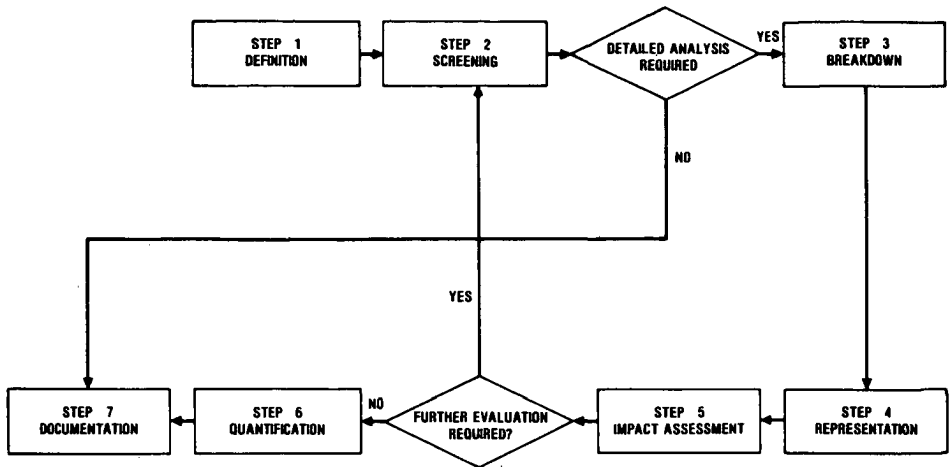 STEP 1
DEFINITION
STEP 2
SCREENING
DETAILED ANALYSIS
REQUIRED
YES
STEP 3
BREAKDOWN
NO
YES
STEP 7
DOCUMENTATION
STEP 6
QUANTIFICATION
NO
FURTHER EVALUATION
REQUIRED?
STEP 5
IMPACT ASSESSMENT
STEP 4
REPRESENTATION